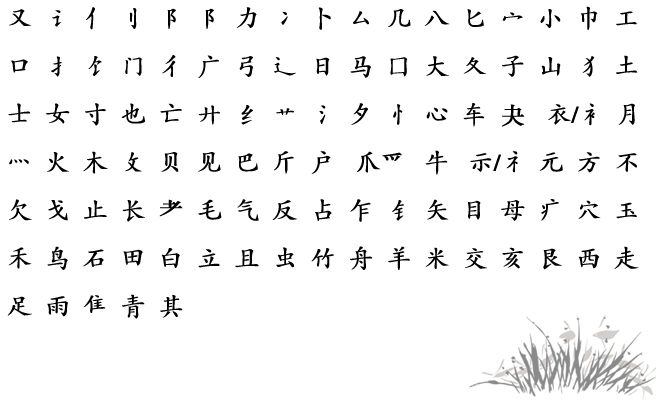 又 讠 亻 刂 阝 阝 力 冫 卜 厶 几 八 匕 宀 小 巾 工
口 扌 饣 门 彳 广 弓 辶 日 马 囗 大 夂 子 山 犭 土
士 女 寸 也 亡 廾 纟 艹 氵 夕 忄 心 车 夬 衣/衤 月
灬 火 木 攵 贝 见 巴 斤 户 爪爫 牛 示/礻 元 方 不
欠 戈 止 长 耂 毛 气 反 占 乍 钅 矢 目 母 疒 穴 玉
禾 鸟 石 田 白 立 且 虫 竹 舟 羊 米 交 亥 艮 西 走
足 雨 隹 青 其